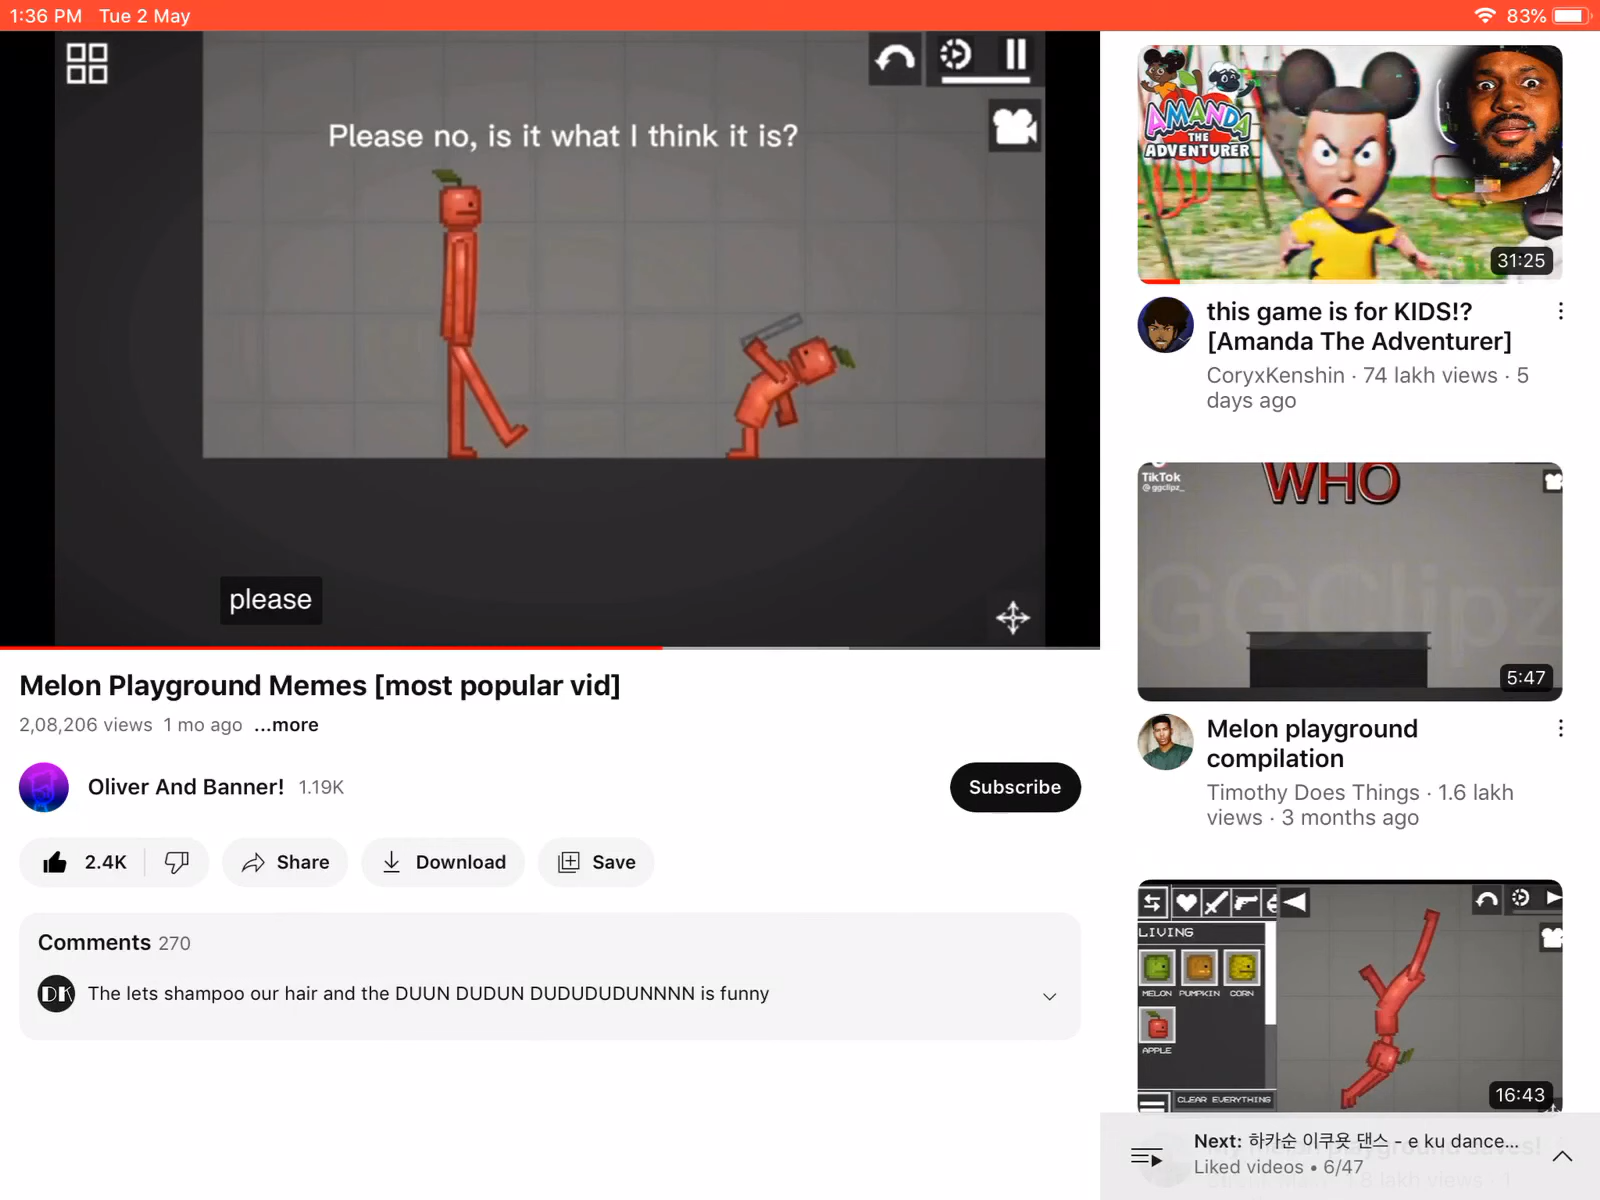 1:36 PM Tue 2 May
83%
Please no, is it what I think it is?
please
Melon Playground Memes [most popular vid]
2,08,206 views 1 mo ago ...more
Oliver And Banner! 1.19K
Subscribe
2.4K
Share
Download
Save
Comments 270
DK
The lets shampoo our hair and the DUUN DUDUN DUDUDUDUNNNN is funny
AMANDA
THE
ADVENTURER
31:25
this game is for KIDS!?
[Amanda The Adventurer]
CoryxKenshin · 74 lakh views · 5
days ago
TikTok
@ggclipz_
WHO
GGClipz
5:47
Melon playground
compilation
Timothy Does Things · 1.6 lakh
views · 3 months ago
LIVING
MELON PUMPKIN CORN
APPLE
CLEAR EVERYTHING
16:43
Next: 하카순 이쿠욧 댄스 - e ku dance...
Liked videos • 6/47